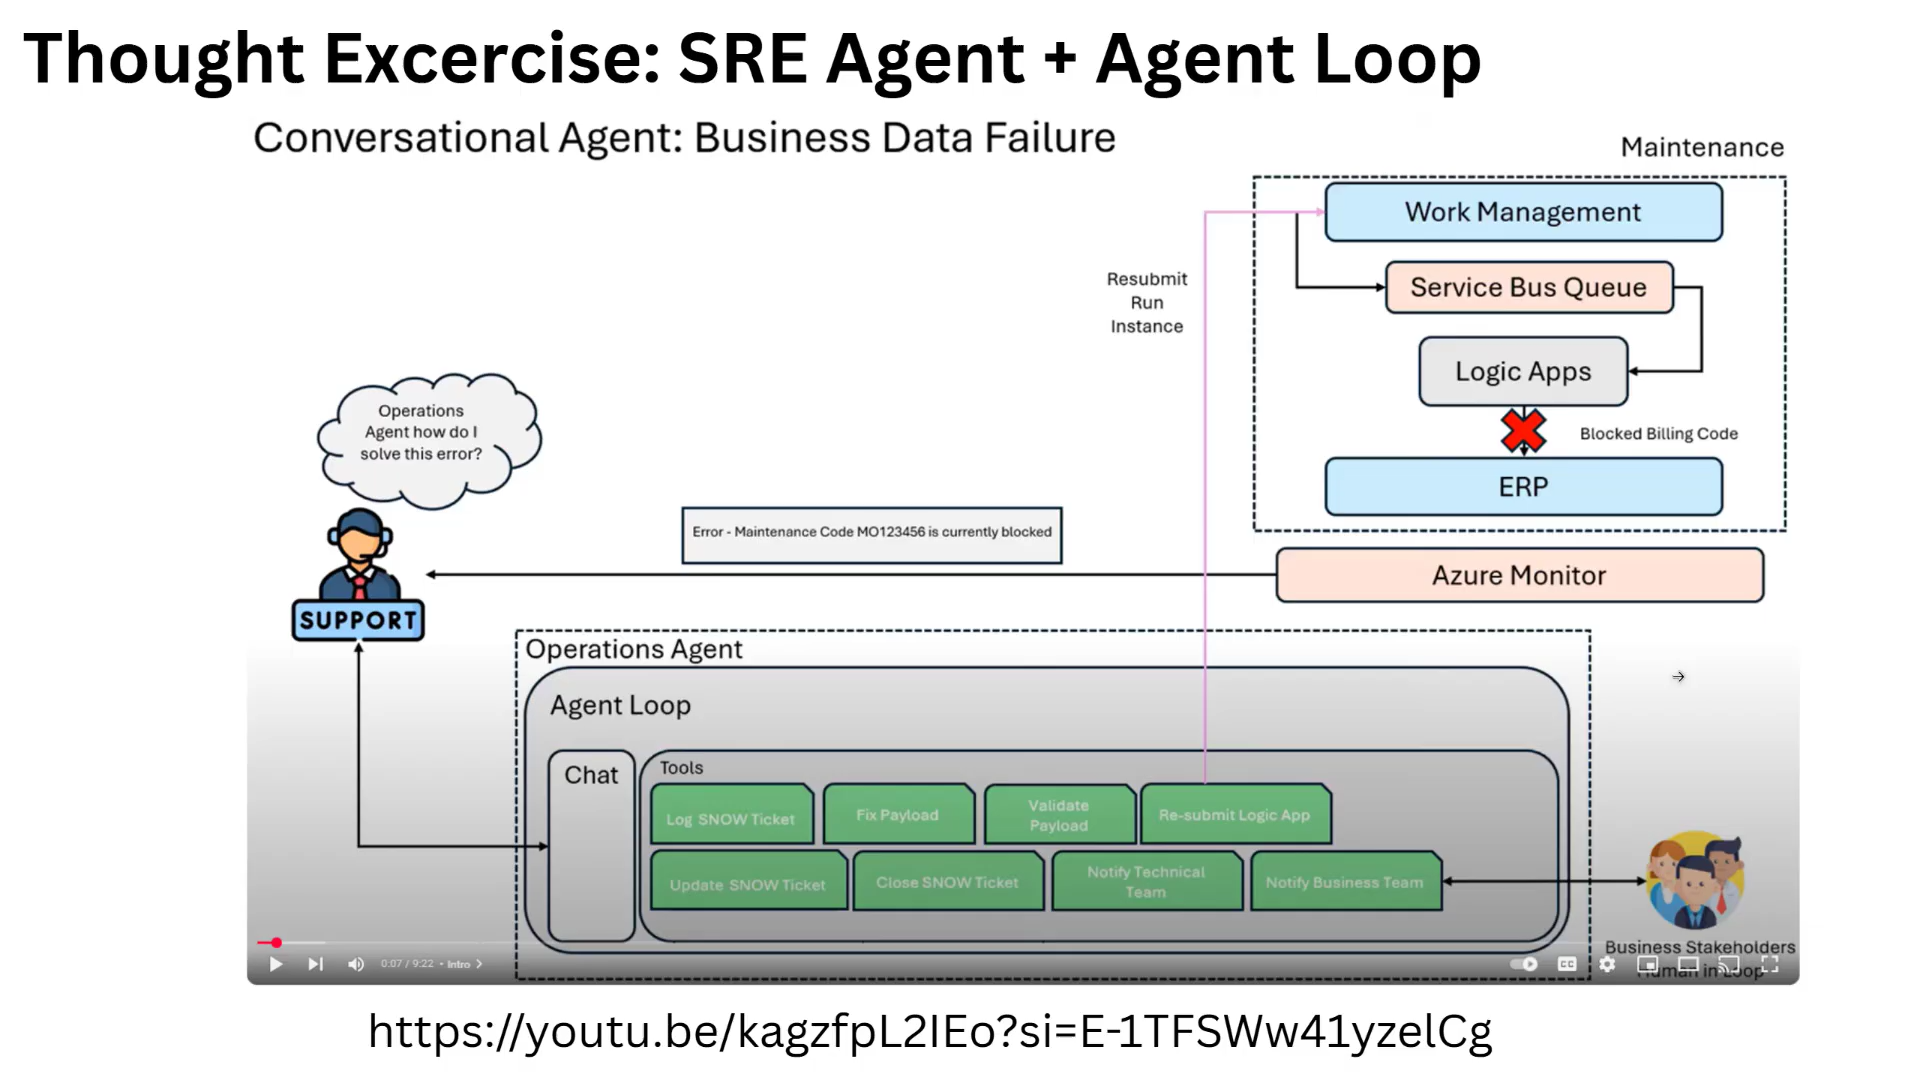 Thought Excercise: SRE Agent + Agent Loop
Conversational Agent: Business Data Failure
Maintenance
Work Management
Service Bus Queue
Logic Apps
Blocked Billing Code
ERP
Azure Monitor
Resubmit
Run
Instance
Operations
Agent how do I
solve this error?
SUPPORT
Error - Maintenance Code MO123456 is currently blocked
Operations Agent
Agent Loop
Chat
Tools
Log SNOW Ticket
Fix Payload
Validate
Payload
Re-submit Logic App
Update SNOW Ticket
Close SNOW Ticket
Notify Technical
Team
Notify Business Team
Business Stakeholders
Human in Loop
0:07 / 9:22 • Intro
CC
https://youtu.be/kagzfpL2IEo?si=E-1TFSWw41yzelCg